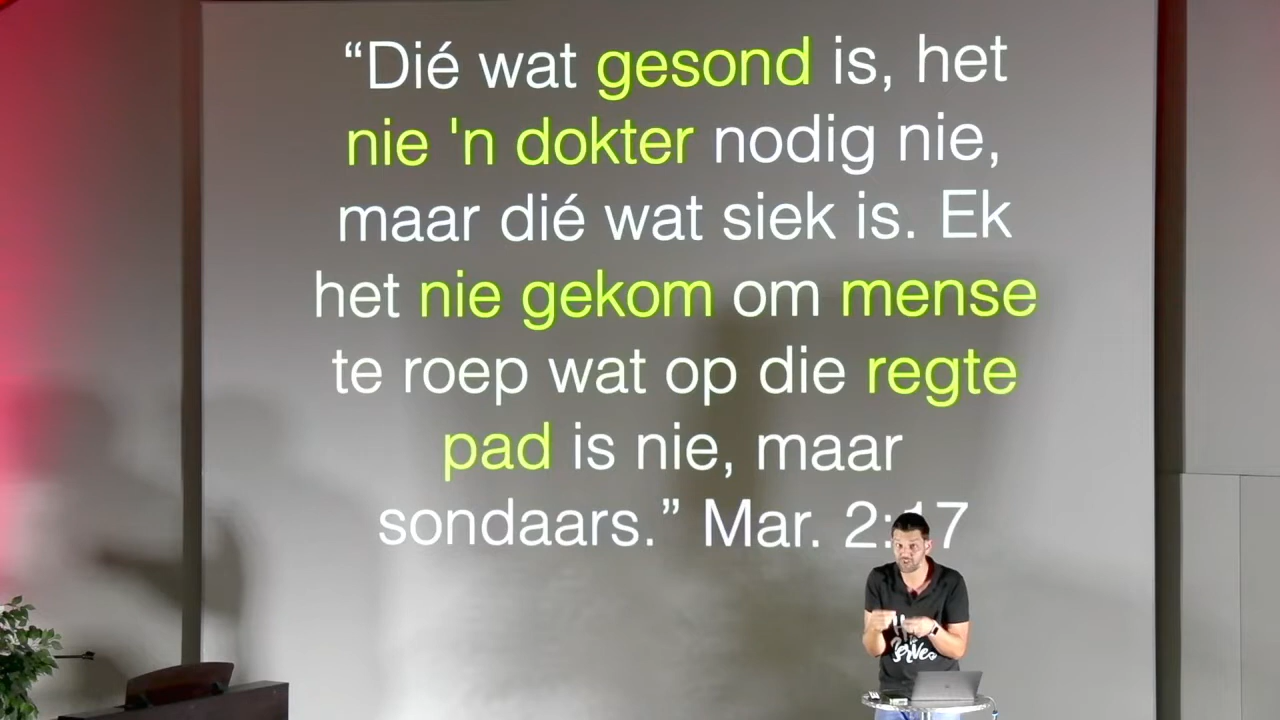 “Dié wat gesond is, het
nie 'n dokter nodig nie,
maar dié wat siek is. Ek
het nie gekom om mense
te roep wat op die regte
pad is nie, maar
sondaars.” Mar. 2:17